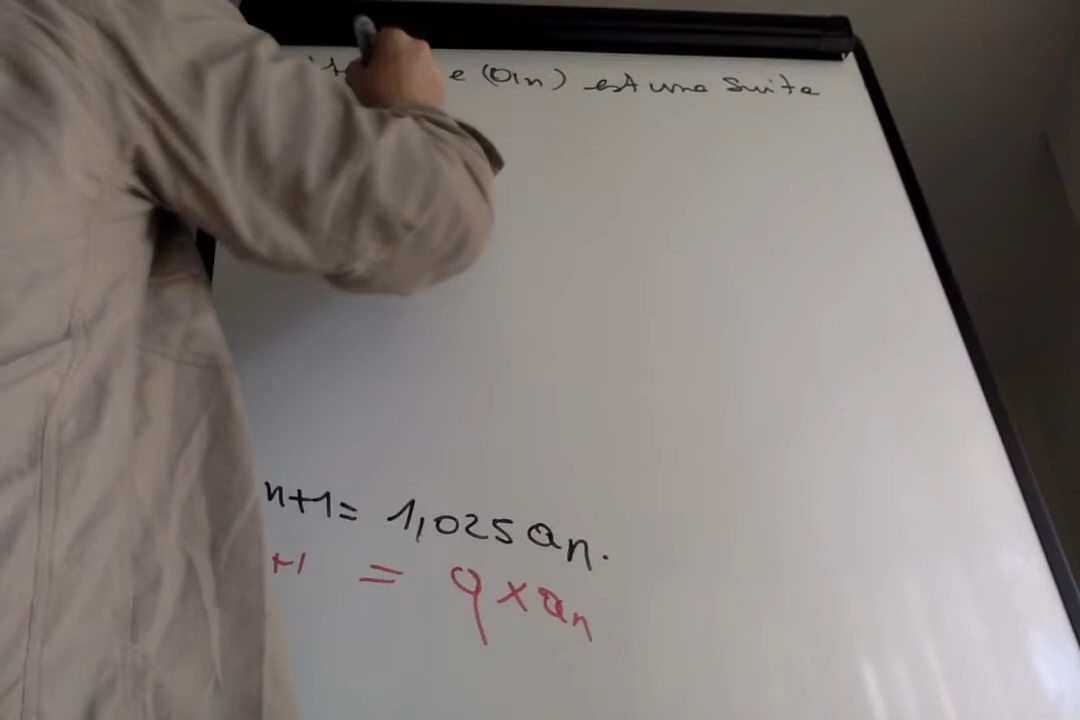 (an) est une suite
n+1= 1,025 an.
+1 = q × an